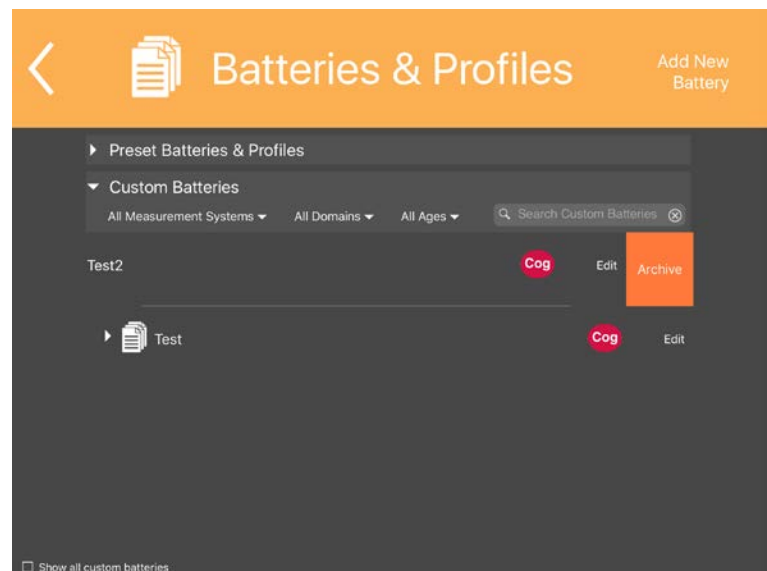 Batteries & Profiles
Add New
Battery
Preset Batteries & Profiles
Custom Batteries
All Measurement Systems All Domains All Ages Search Custom Batteries
Test2 Cog Edit Archive
Test Cog Edit
Show all custom batteries